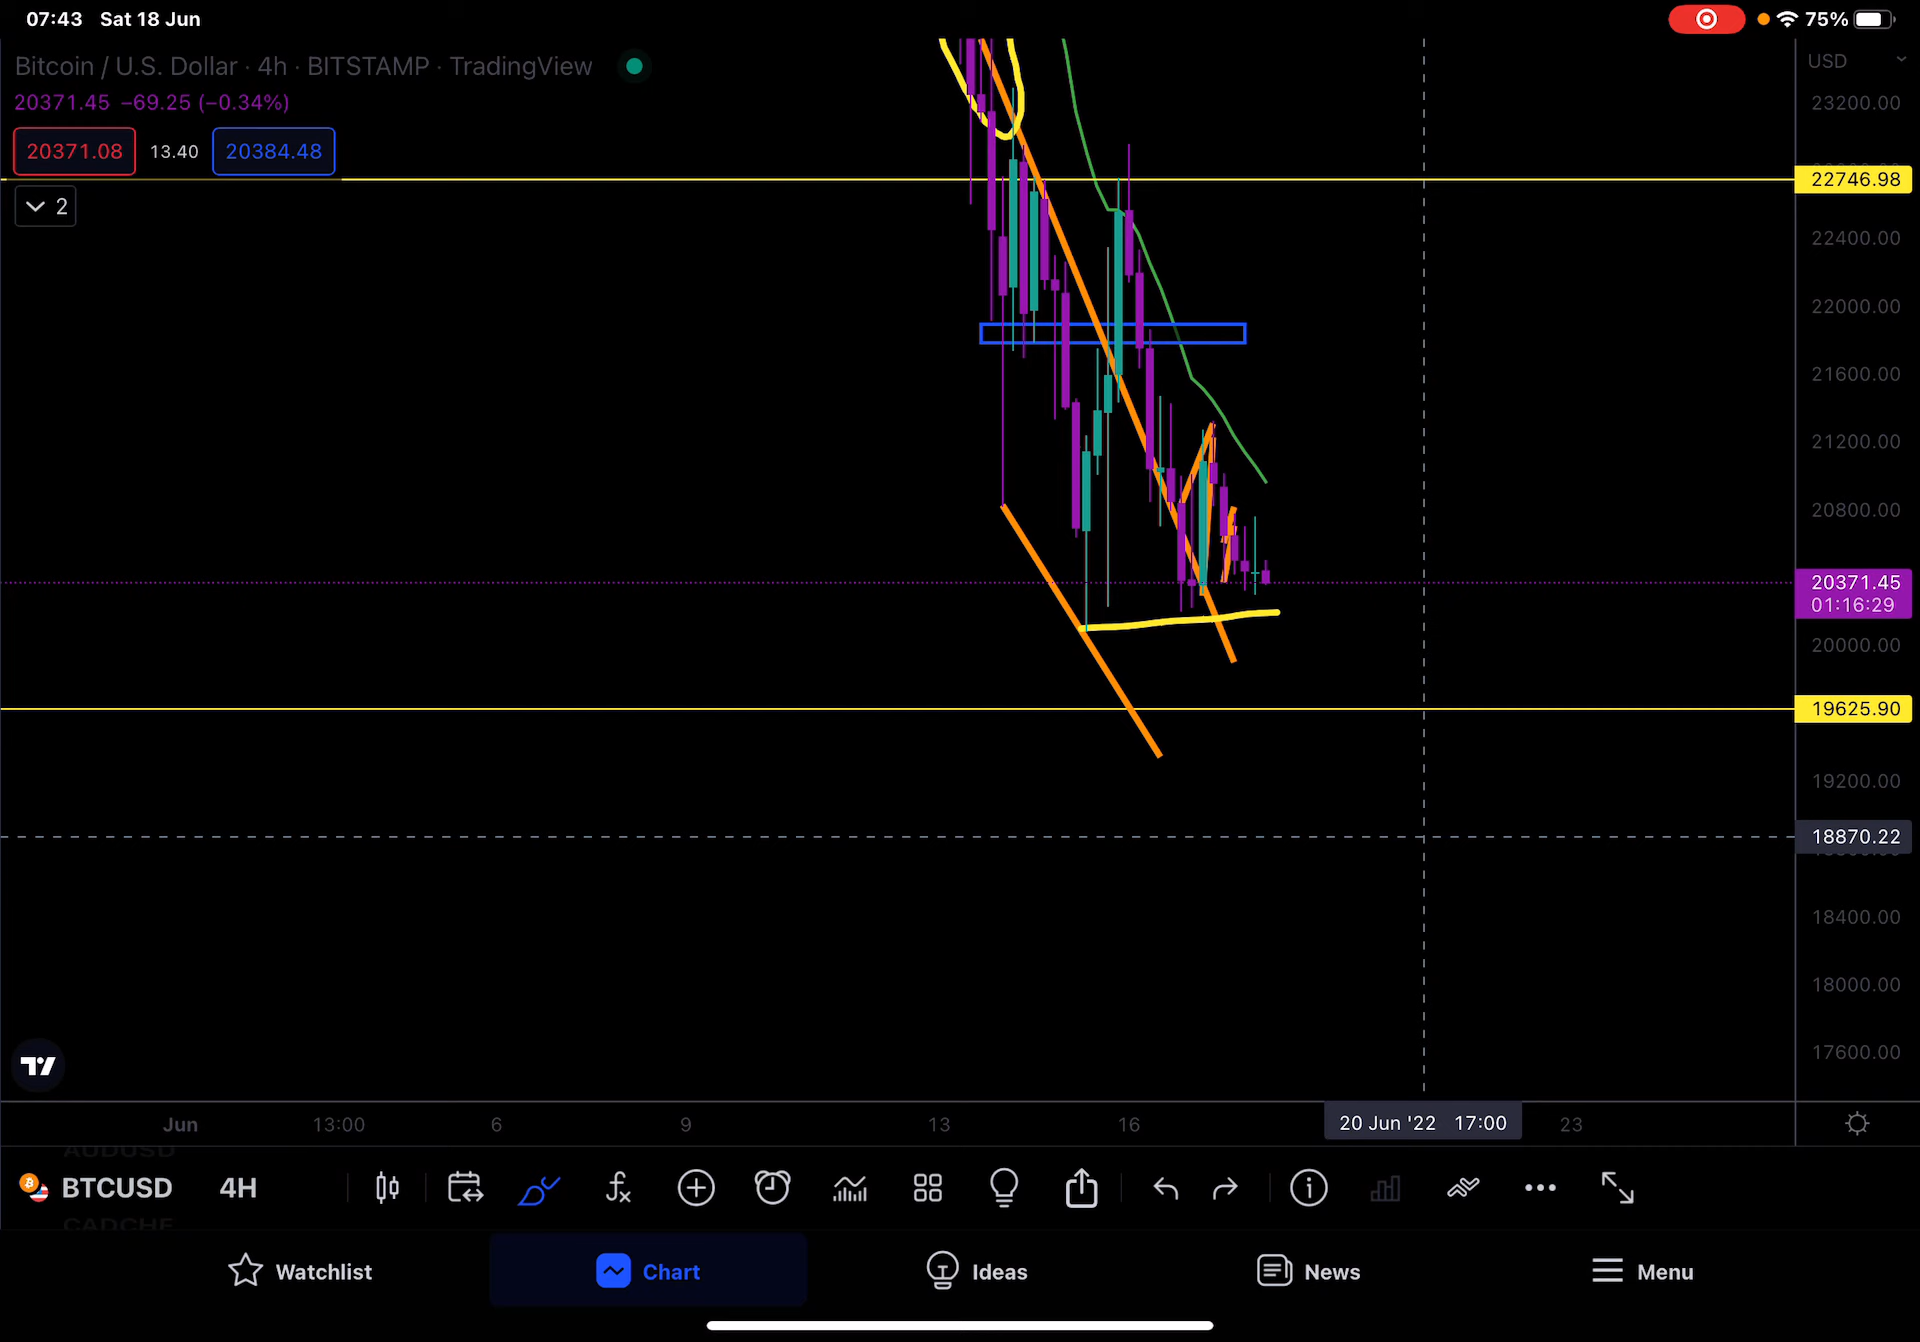 07:43 Sat 18 Jun
75%
Bitcoin / U.S. Dollar · 4h · BITSTAMP · TradingView
USD
20371.45 −69.25 (−0.34%)
23200.00
20371.08 13.40 20384.48
22746.98
2
22400.00
22000.00
21600.00
21200.00
20800.00
20371.45
01:16:29
20000.00
19625.90
19200.00
18870.22
18400.00
18000.00
17600.00
Jun 13:00 6 9 13 16 20 Jun '22 17:00 23
AUDUSD
BTCUSD 4H
CADCHF
Watchlist Chart Ideas News Menu